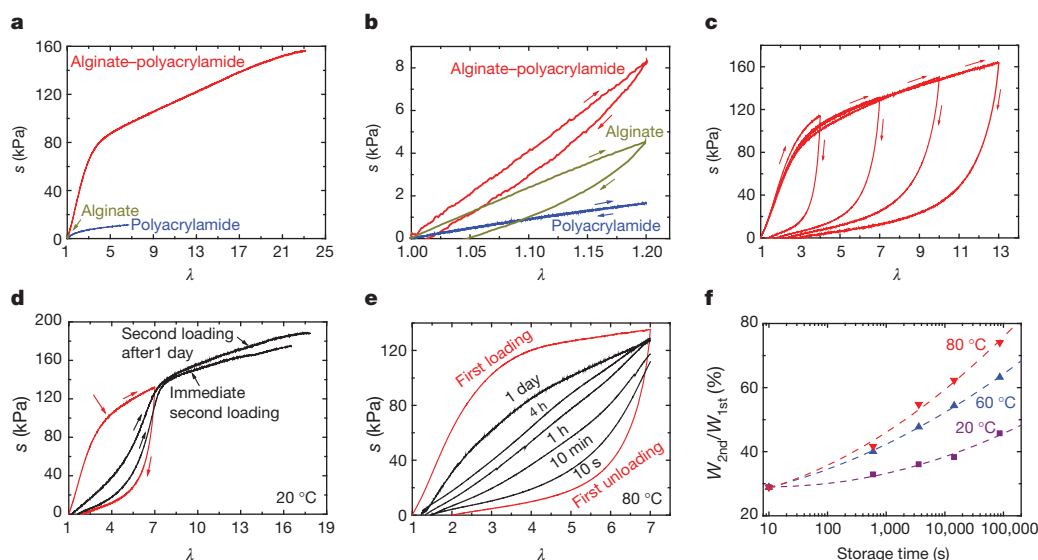 a
160
120
80
40
0
s (kPa)
Alginate–polyacrylamide
Alginate
Polyacrylamide
1 5 9 13 17 21 25
λ
b
8
6
4
2
0
s (kPa)
Alginate–polyacrylamide
Alginate
Polyacrylamide
1.00 1.05 1.10 1.15 1.20
λ
c
160
120
80
40
0
s (kPa)
1 3 5 7 9 11 13
λ
d
200
160
120
80
40
0
s (kPa)
Second loading
after1 day
Immediate
second loading
20 °C
1 4 7 10 13 16 19
λ
e
120
80
40
0
s (kPa)
First loading
1 day
4 h
1 h
10 min
10 s
First unloading
80 °C
1 2 3 4 5 6 7
λ
f
80
60
40
20
W2nd/W1st (%)
80 °C
60 °C
20 °C
10 100 1,000 10,000 100,000
Storage time (s)